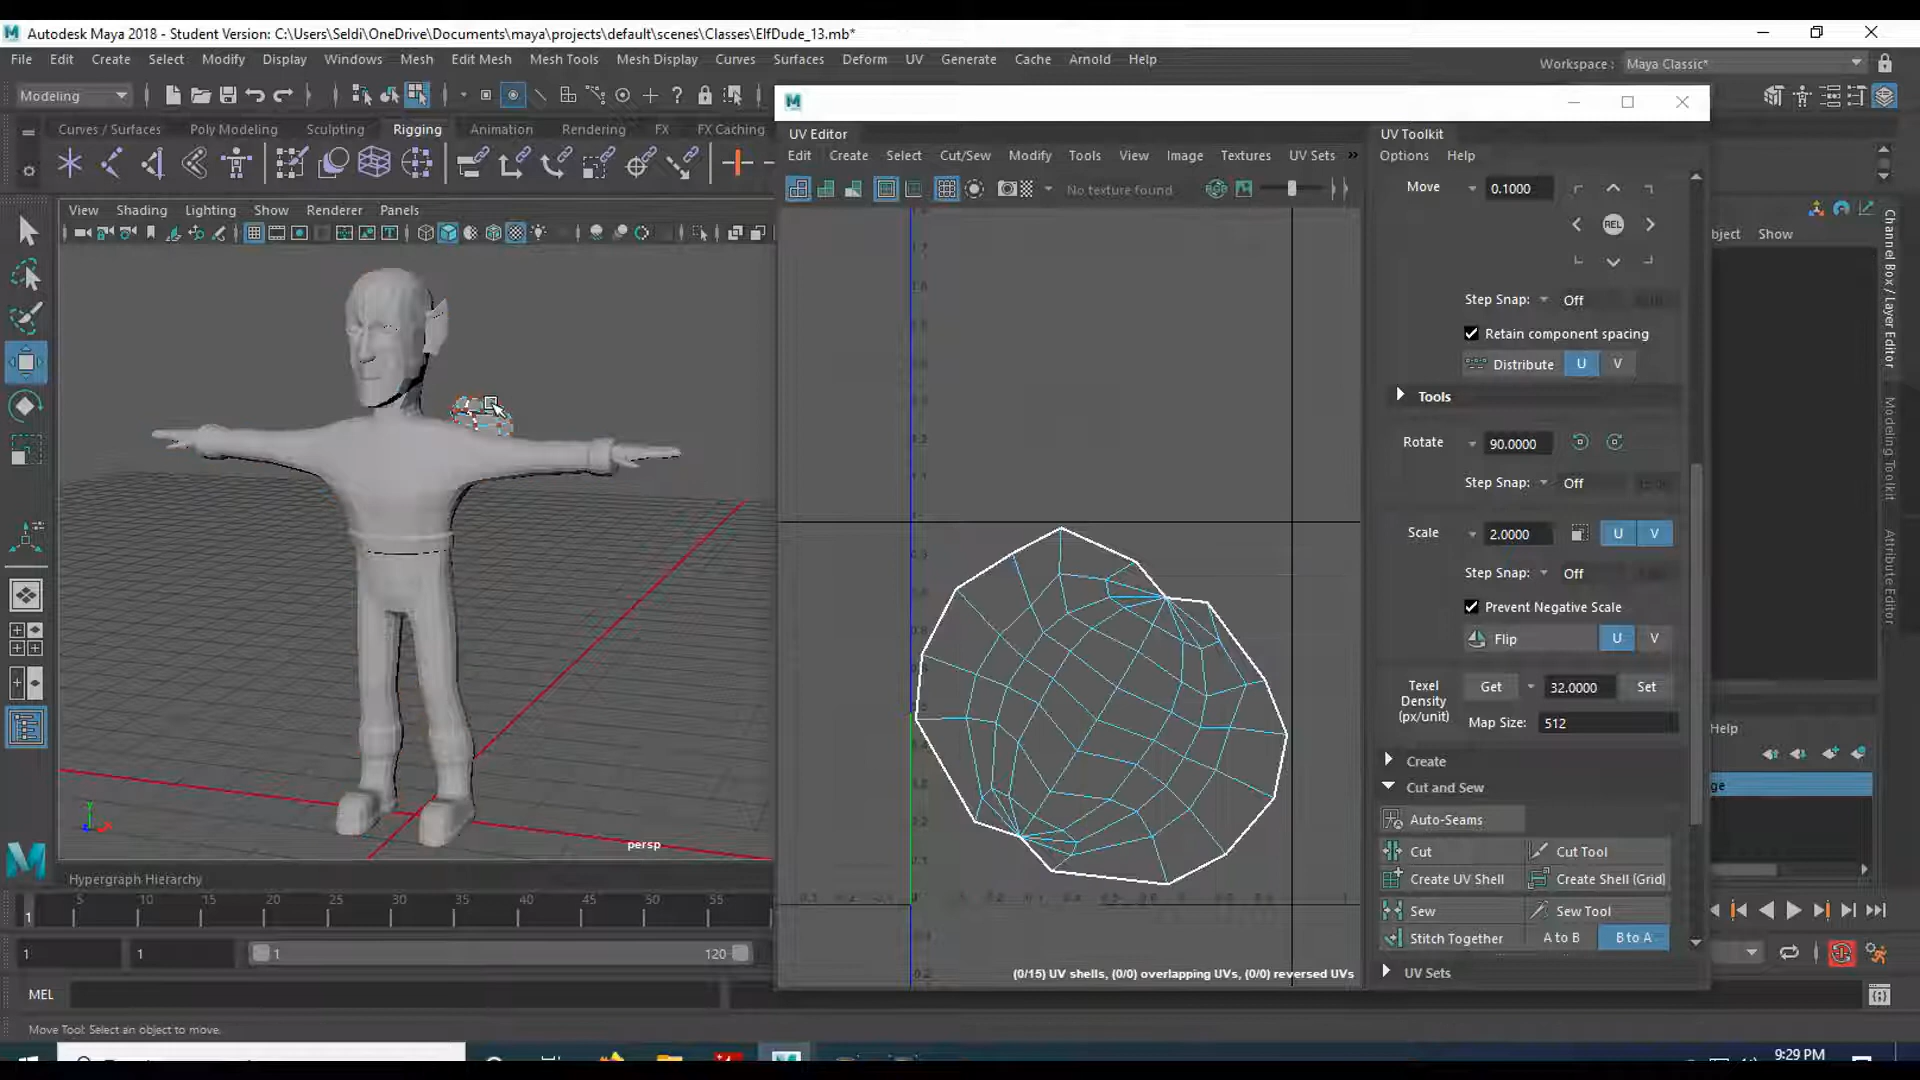 Autodesk Maya 2018 - Student Version: C:\Users\Seldi\OneDrive\Documents\maya\projects\default\scenes\Classes\ElfDude_13.mb*
File Edit Create Select Modify Display Windows Mesh Edit Mesh Mesh Tools Mesh Display Curves Surfaces Deform UV Generate Cache Arnold Help
Workspace : Maya Classic*
Modeling
Curves / Surfaces Poly Modeling Sculpting Rigging Animation Rendering FX FX Caching
View Shading Lighting Show Renderer Panels
persp
Hypergraph Hierarchy
5 10 15 20 25 30 35 40 45 50 55
1
1 1 1 120
MEL
Move Tool: Select an object to move.
UV Editor
Edit Create Select Cut/Sew Modify Tools View Image Textures UV Sets »
No texture found
(0/15) UV shells, (0/0) overlapping UVs, (0/0) reversed UVs
UV Toolkit
Options Help
Move 0.1000
REL
Step Snap: Off
Retain component spacing
Distribute U V
Tools
Rotate 90.0000
Step Snap: Off
Scale 2.0000 U V
Step Snap: Off
Prevent Negative Scale
Flip U V
Texel Density (px/unit) Get 32.0000 Set
Map Size: 512
Create
Cut and Sew
Auto-Seams
Cut Cut Tool
Create UV Shell Create Shell (Grid)
Sew Sew Tool
Stitch Together A to B B to A
UV Sets
bject Show
Help
ge
Channel Box / Layer Editor
Modeling Toolkit
Attribute Editor
9:29 PM